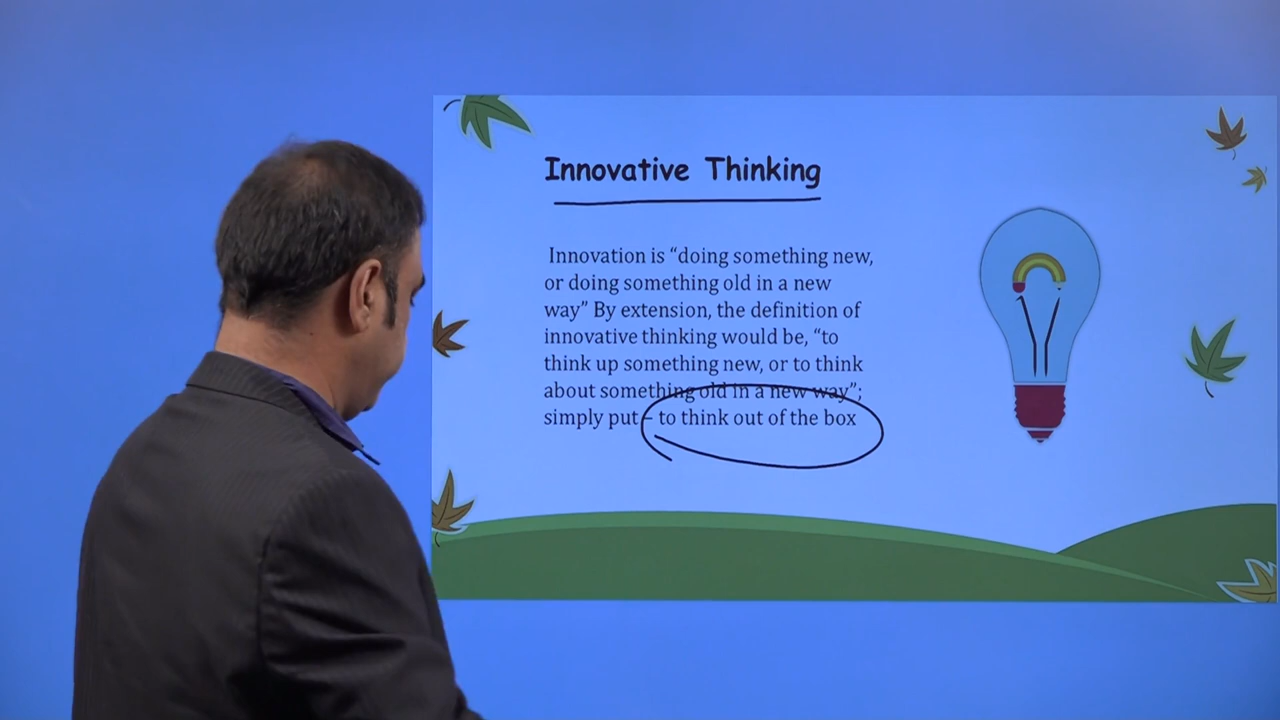 Innovative Thinking
Innovation is “doing something new,
or doing something old in a new
way” By extension, the definition of
innovative thinking would be, “to
think up something new, or to think
about something old in a new way”;
simply put – to think out of the box